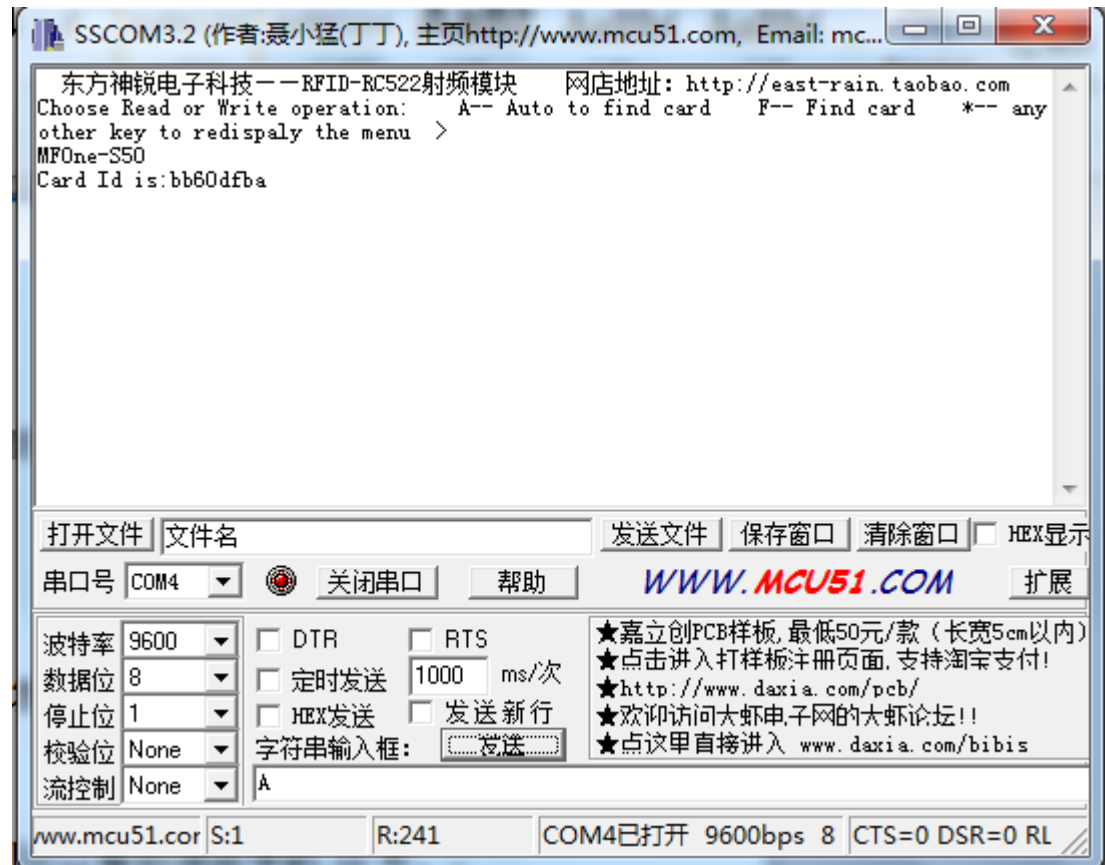 SSCOM3.2 (作者:聂小猛(丁丁), 主页http://www.mcu51.com, Email: mc...
东方神锐电子科技——RFID-RC522射频模块 网店地址: http://east-rain.taobao.com
Choose Read or Write operation: A-- Auto to find card F-- Find card *-- any
other key to redispaly the menu >
MFOne-S50
Card Id is:bb60dfba
打开文件 文件名 发送文件 保存窗口 清除窗口 HEX显示
串口号 COM4 关闭串口 帮助 WWW.MCU51.COM 扩展
波特率 9600 DTR RTS
数据位 8 定时发送 1000 ms/次
停止位 1 HEX发送 发送新行
校验位 None 字符串输入框: 发送
流控制 None A
★嘉立创PCB样板,最低50元/款(长宽5cm以内)
★点击进入打样板注册页面,支持淘宝支付!
★http://www.daxia.com/pcb/
★欢迎访问大虾电子网的大虾论坛!!
★点这里直接进入 www.daxia.com/bibis
www.mcu51.cor S:1 R:241 COM4已打开 9600bps 8 CTS=0 DSR=0 RL